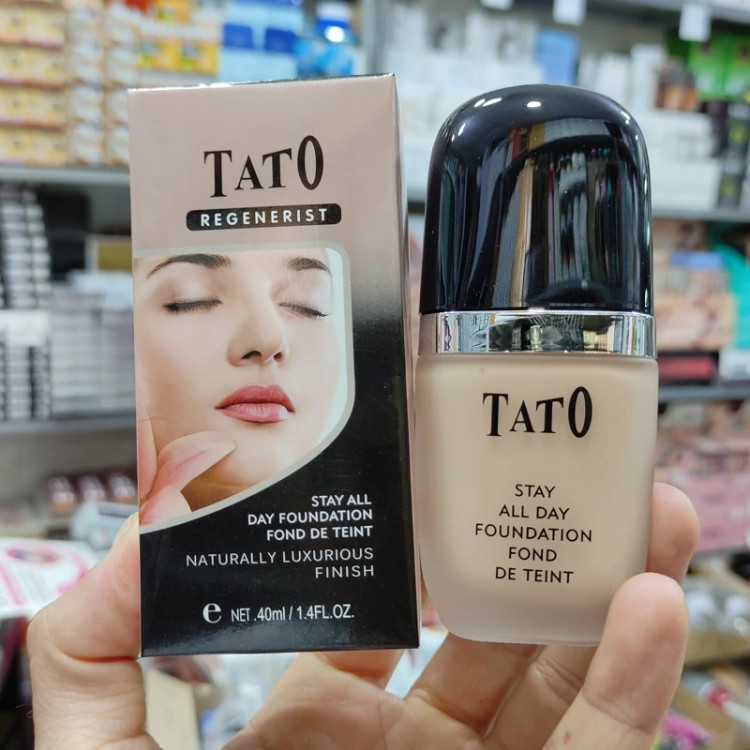 TATO
REGENERIST
STAY ALL
DAY FOUNDATION
FOND DE TEINT
NATURALLY LUXURIOUS
FINISH
e NET.40ml / 1.4FL.OZ.
TATO
STAY
ALL DAY
FOUNDATION
FOND
DE TEINT